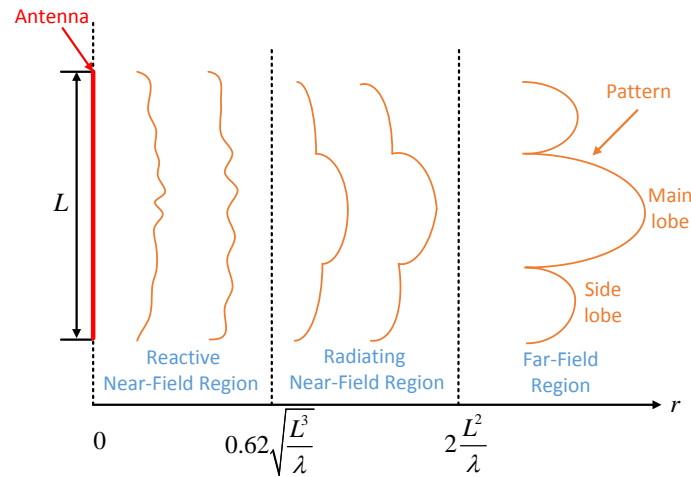 Antenna
L
Pattern
Main
lobe
Side
lobe
Reactive
Near-Field Region
Radiating
Near-Field Region
Far-Field
Region
r
0
0.62√(L³/λ)
2 L²/λ